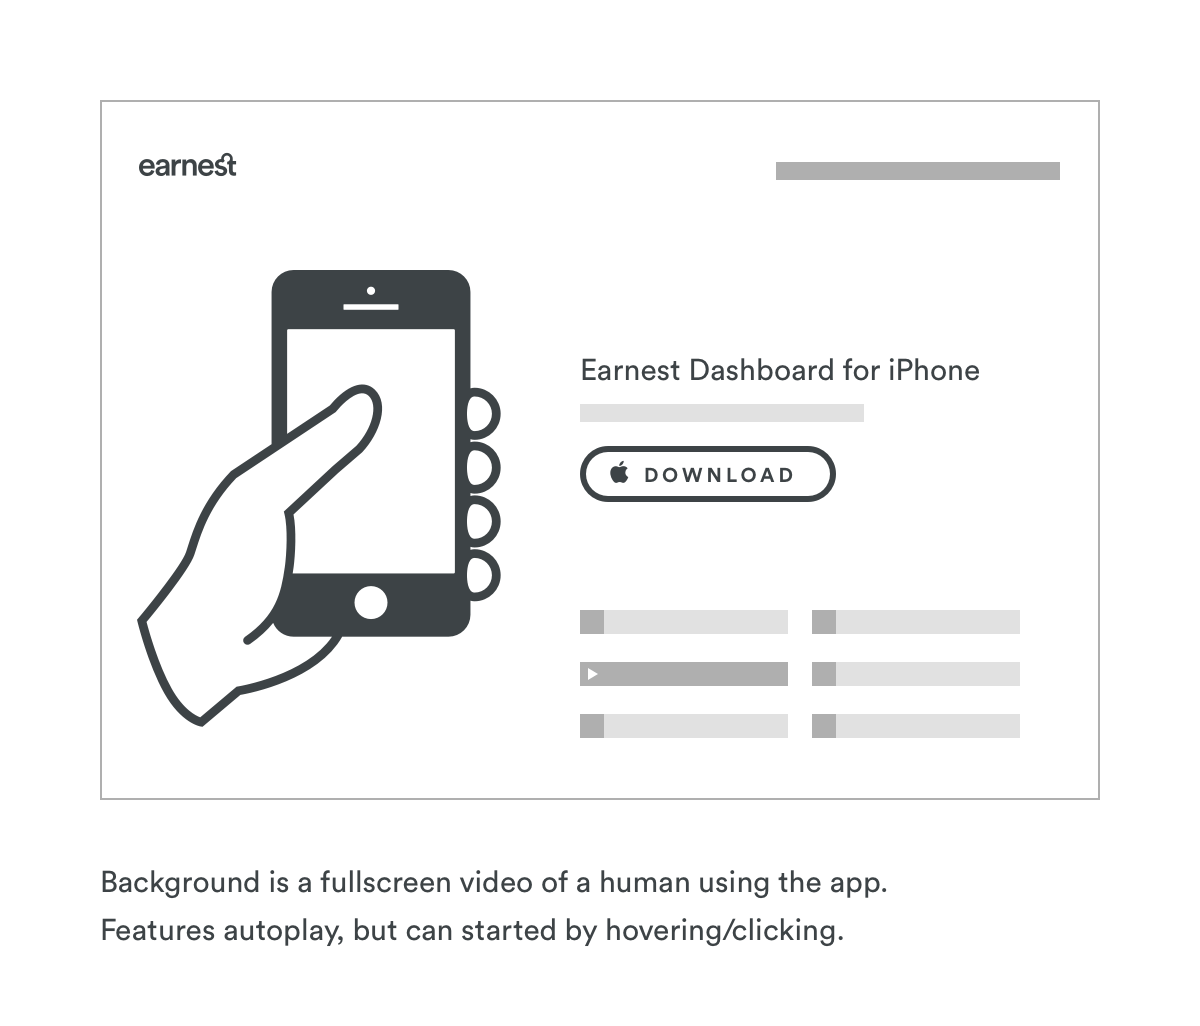 earnest
Earnest Dashboard for iPhone
DOWNLOAD
Background is a fullscreen video of a human using the app.
Features autoplay, but can started by hovering/clicking.